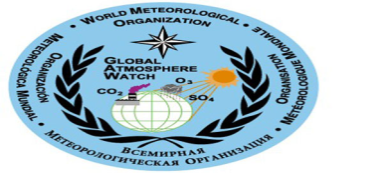 WORLD METEOROLOGICAL ORGANIZATION
ORGANISATION MÉTÉOROLOGIQUE MONDIALE
ВСЕМИРНАЯ МЕТЕОРОЛОГИЧЕСКАЯ ОРГАНИЗАЦИЯ
ORGANIZACIÓN METEOROLÓGICA MUNDIAL
GLOBAL
ATMOSPHERE
WATCH
CO₂
O₃
SO₄